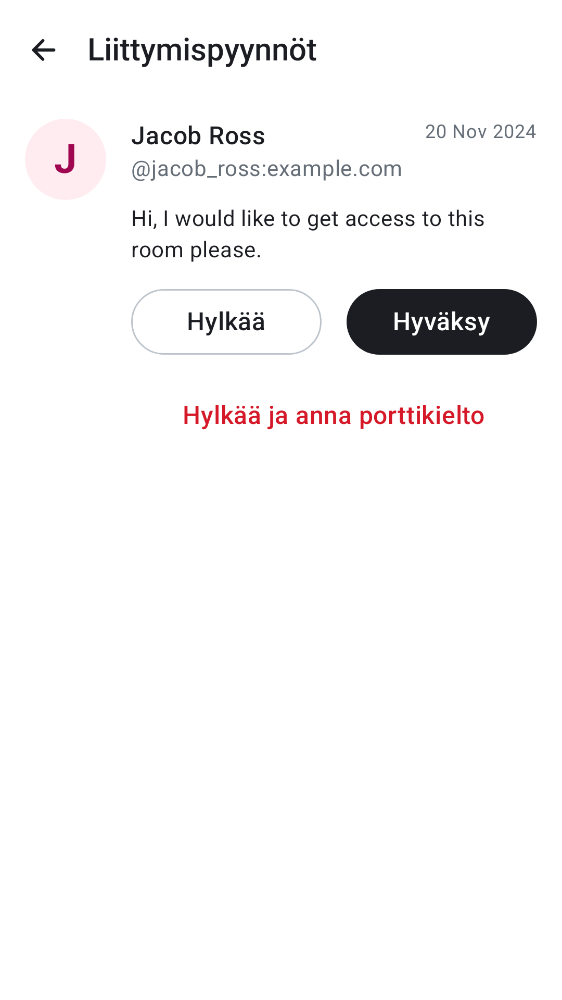 Liittymispyynnöt
J
Jacob Ross
20 Nov 2024
@jacob_ross:example.com
Hi, I would like to get access to this
room please.
Hylkää
Hyväksy
Hylkää ja anna porttikielto